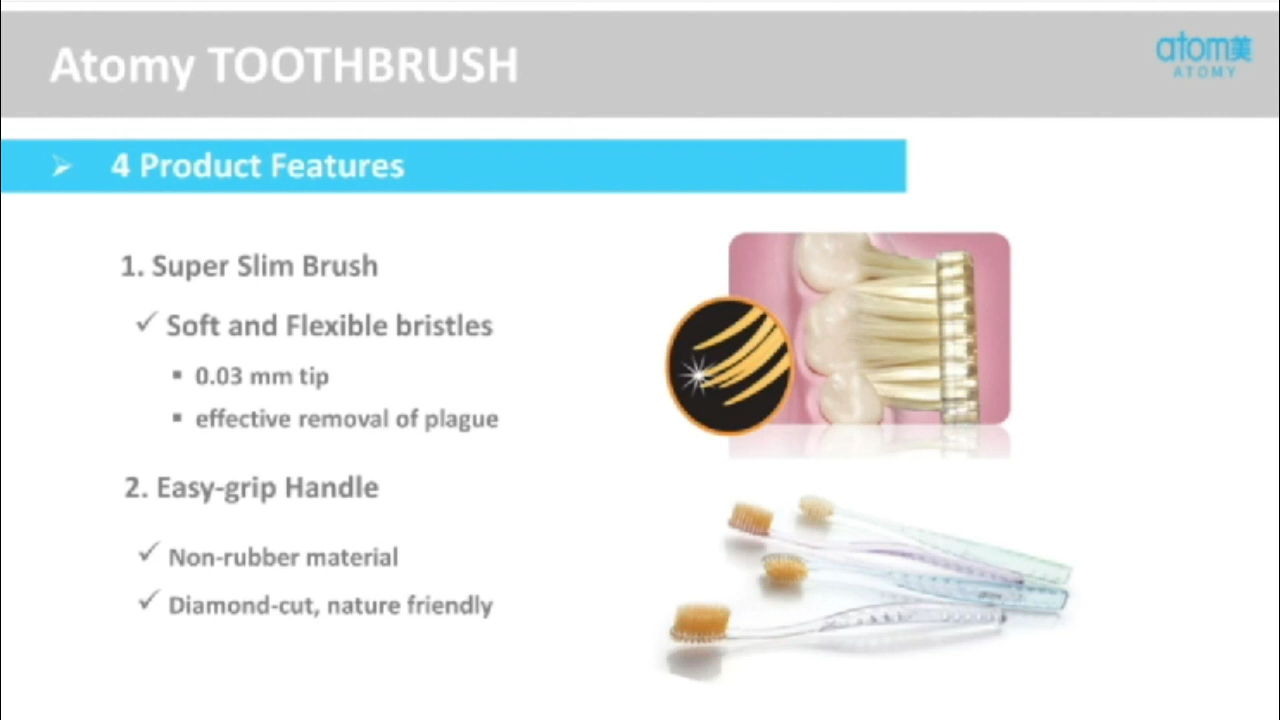 Atomy TOOTHBRUSH
atom美
ATOMY
4 Product Features
1. Super Slim Brush
Soft and Flexible bristles
0.03 mm tip
effective removal of plague
2. Easy-grip Handle
Non-rubber material
Diamond-cut, nature friendly